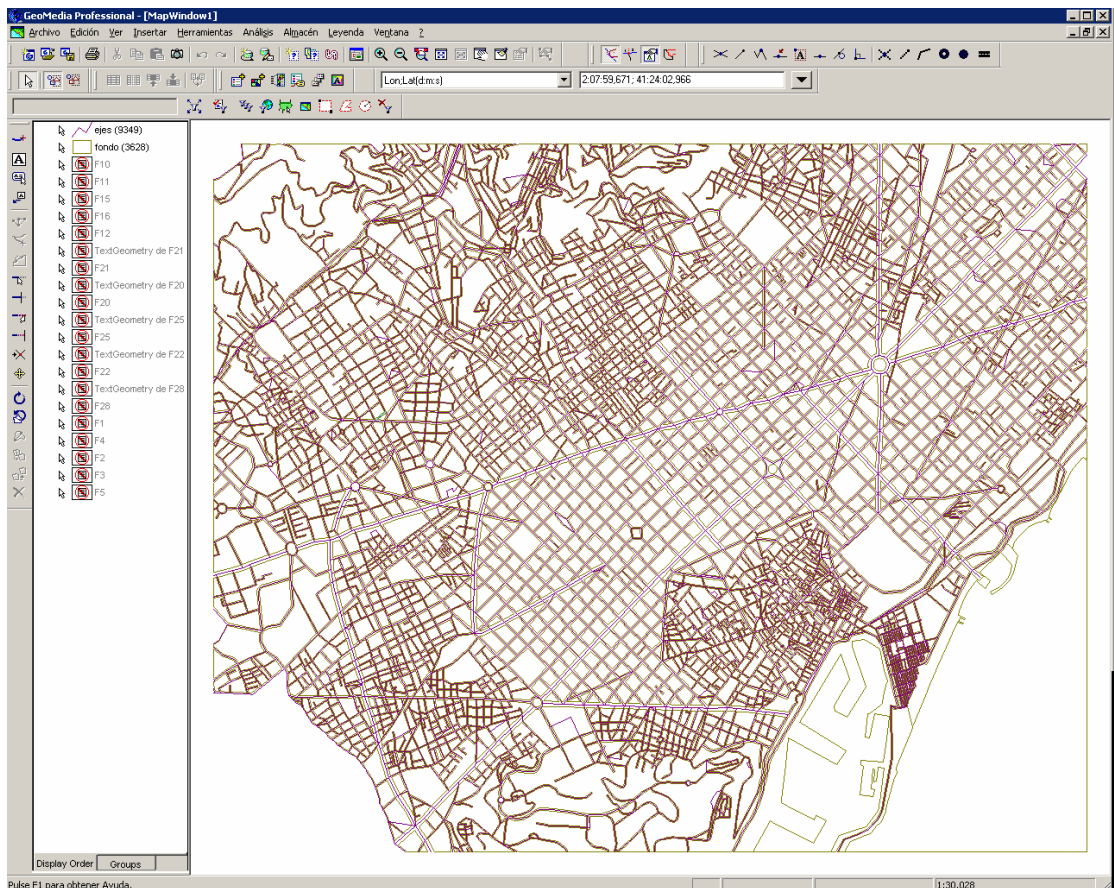 GeoMedia Professional - [MapWindow1]
Archivo Edición Ver Insertar Herramientas Análisis Almacén Leyenda Ventana ?
Lon;Lat(d:m:s) 2:07:59,671; 41:24:02,966
ejes (9349)
fondo (3628)
F10
F11
F15
F16
F12
TextGeometry de F21
F21
TextGeometry de F20
F20
TextGeometry de F25
F25
TextGeometry de F22
F22
TextGeometry de F28
F28
F1
F4
F2
F3
F5
Display Order Groups
Pulse F1 para obtener Ayuda. 1:30.028